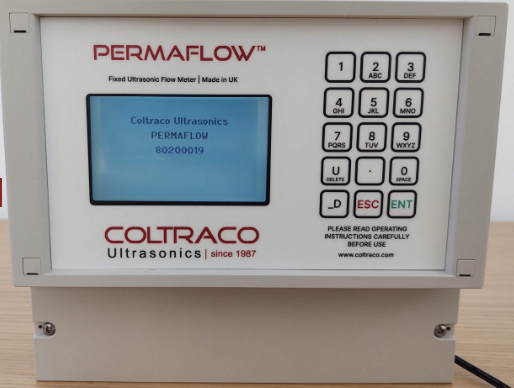 PERMAFLOW™
Fixed Ultrasonic Flow Meter | Made in UK
Coltraco Ultrasonics
PERMAFLOW
80200019
COLTRACO
Ultrasonics | since 1987
1
2
ABC
3
DEF
4
GHI
5
JKL
6
MNO
7
PQRS
8
TUV
9
WXYZ
U
DELETE
.
0
SPACE
_D
ESC
ENT
PLEASE READ OPERATING
INSTRUCTIONS CAREFULLY
BEFORE USE
www.coltraco.com